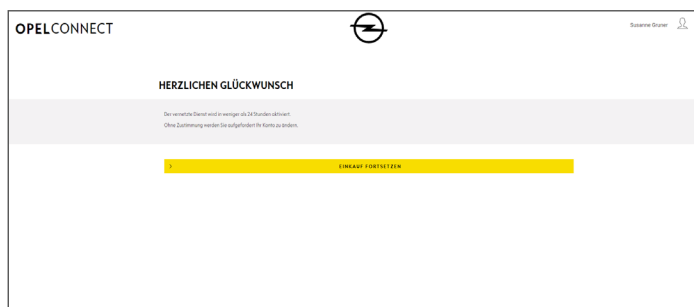 OPELCONNECT
Susanne Gruner
HERZLICHEN GLÜCKWUNSCH
Der vernetzte Dienst wird in weniger als 24 Stunden aktiviert.
Ohne Zustimmung werden Sie aufgefordert Ihr Konto zu ändern.
> EINKAUF FORTSETZEN